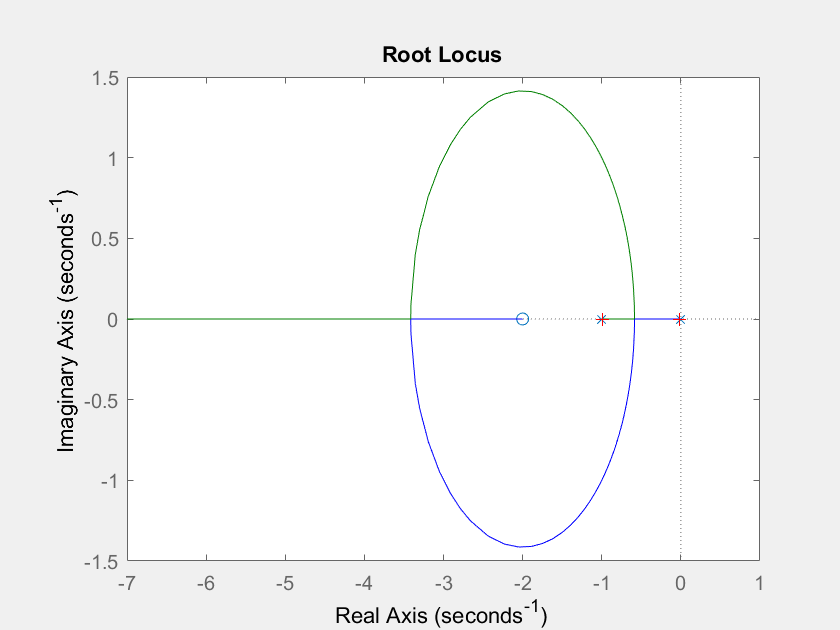 Root Locus
1.5
1
0.5
0
-0.5
-1
-1.5
Imaginary Axis (seconds⁻¹)
-7 -6 -5 -4 -3 -2 -1 0 1
Real Axis (seconds⁻¹)